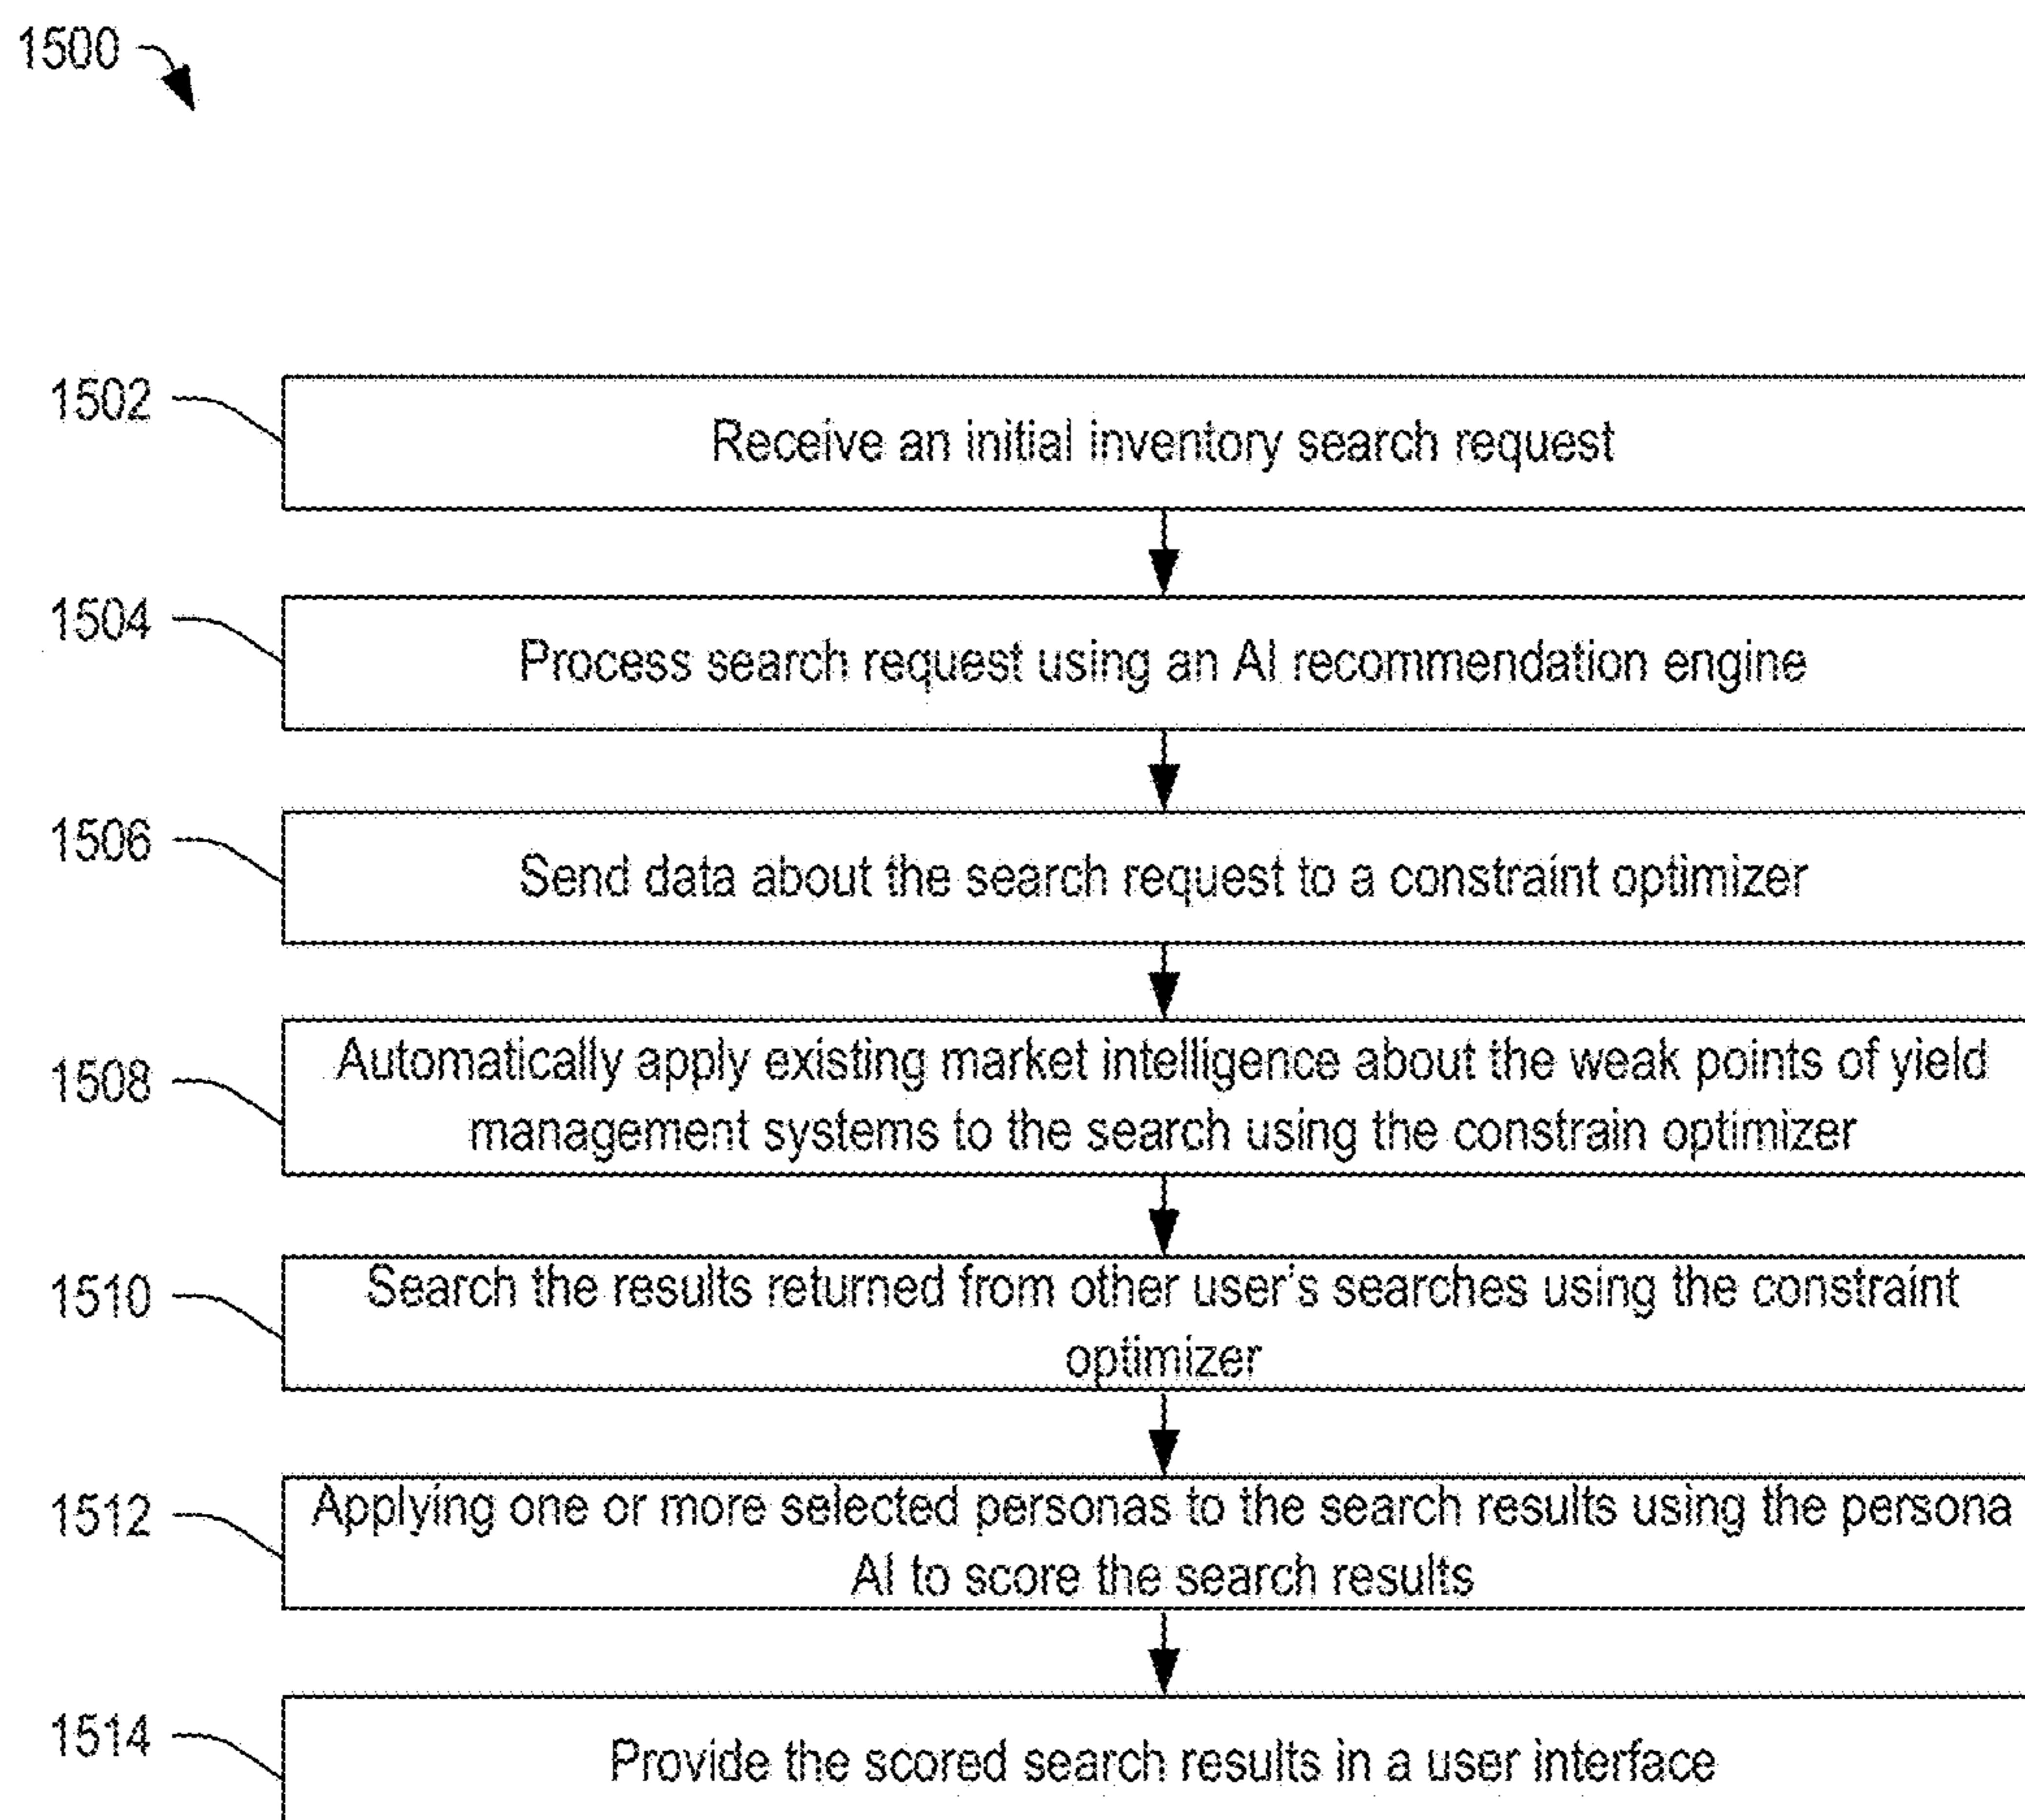 1500
1502
Receive an initial inventory search request
1504
Process search request using an AI recommendation engine
1506
Send data about the search request to a constraint optimizer
1508
Automatically apply existing market intelligence about the weak points of yield
management systems to the search using the constrain optimizer
1510
Search the results returned from other user's searches using the constraint
optimizer
1512
Applying one or more selected personas to the search results using the persona
AI to score the search results
1514
Provide the scored search results in a user interface